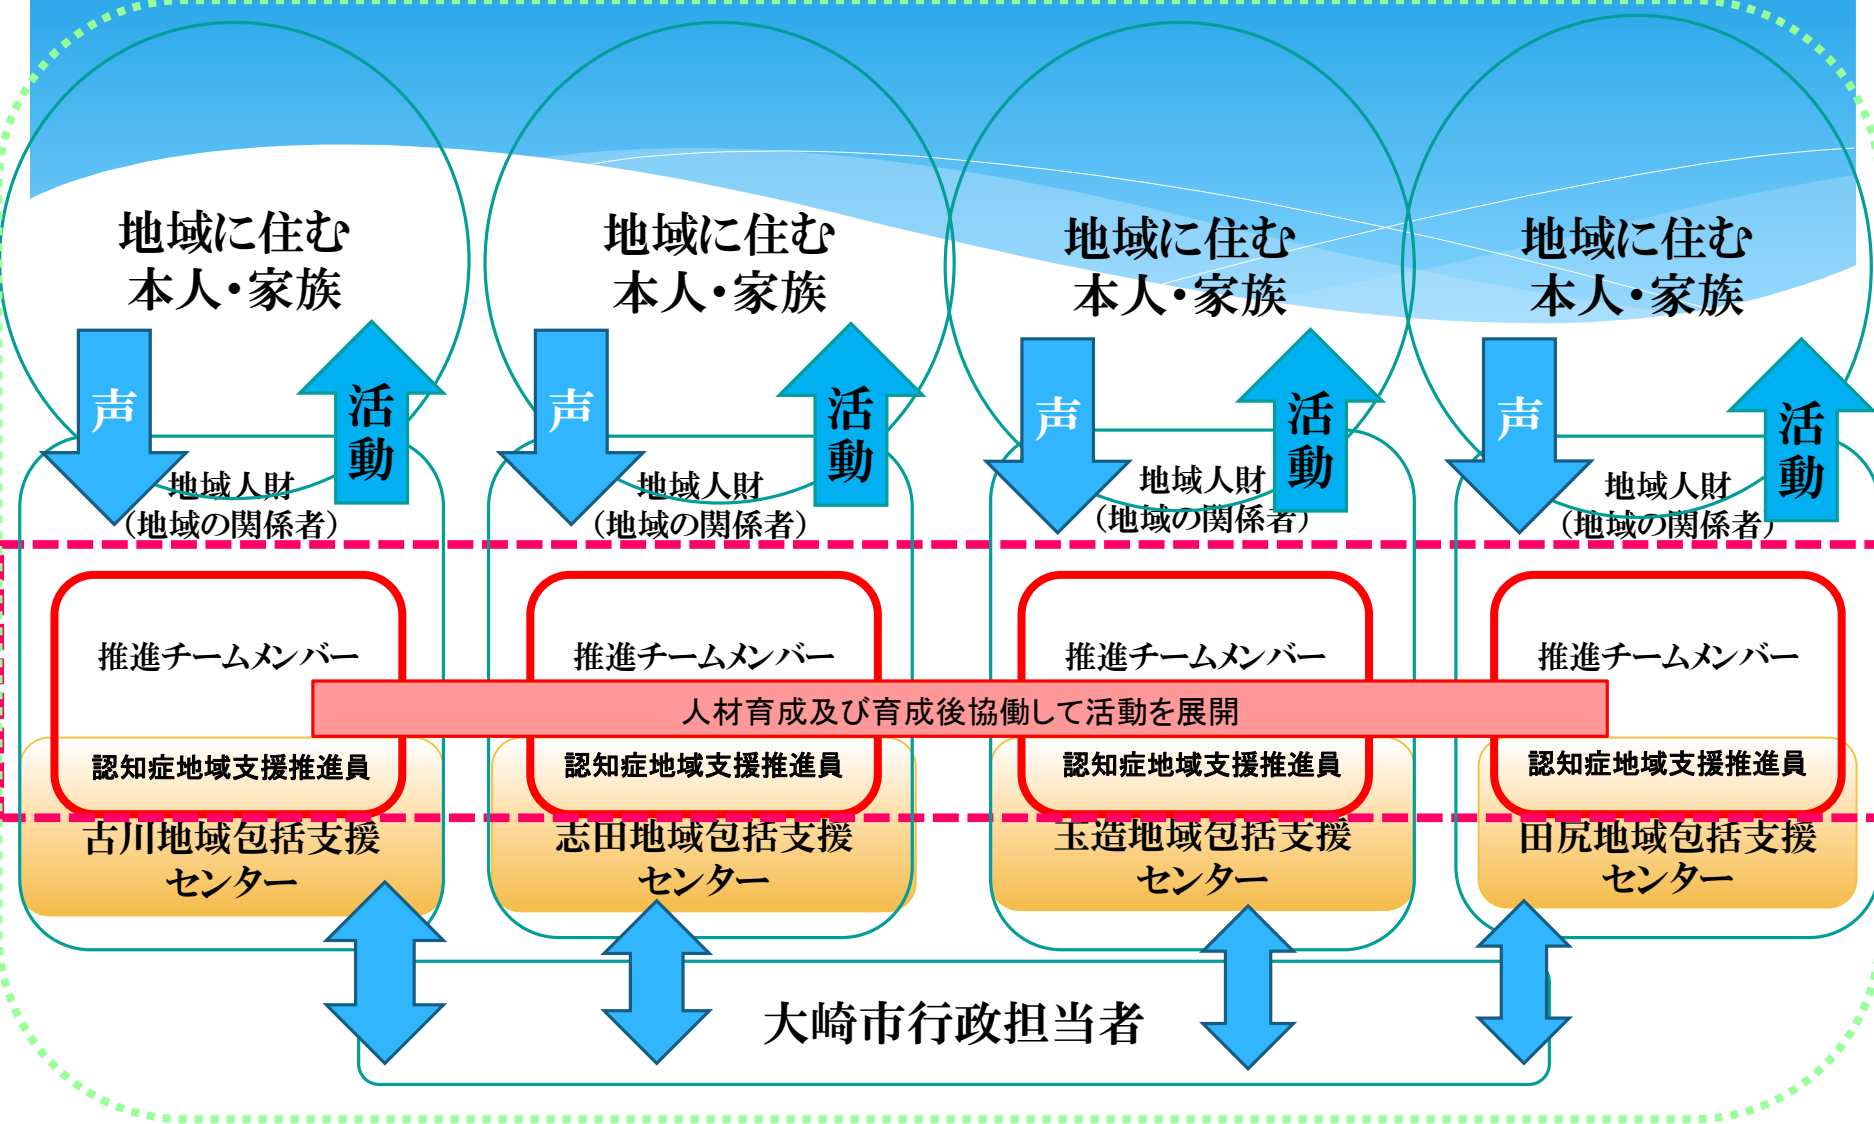 地域に住む
本人・家族
地域に住む
本人・家族
地域に住む
本人・家族
地域に住む
本人・家族
声
活動
声
活動
声
活動
声
活動
地域人財
（地域の関係者）
地域人財
（地域の関係者）
地域人財
（地域の関係者）
地域人財
（地域の関係者）
推進チームメンバー
推進チームメンバー
推進チームメンバー
推進チームメンバー
人材育成及び育成後協働して活動を展開
認知症地域支援推進員
認知症地域支援推進員
認知症地域支援推進員
認知症地域支援推進員
古川地域包括支援
センター
志田地域包括支援
センター
玉造地域包括支援
センター
田尻地域包括支援
センター
大崎市行政担当者